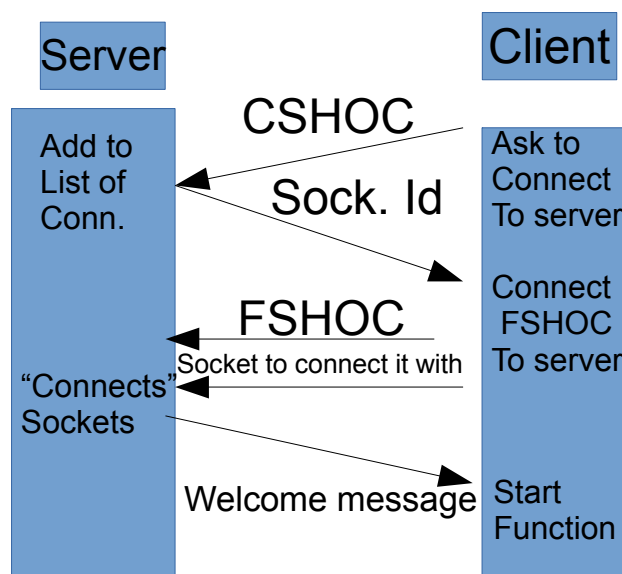 Server
Client
CSHOC
Add to
List of
Conn.
Ask to
Connect
To server
Sock. Id
Connect
FSHOC
To server
FSHOC
Socket to connect it with
“Connects”
Sockets
Welcome message
Start
Function